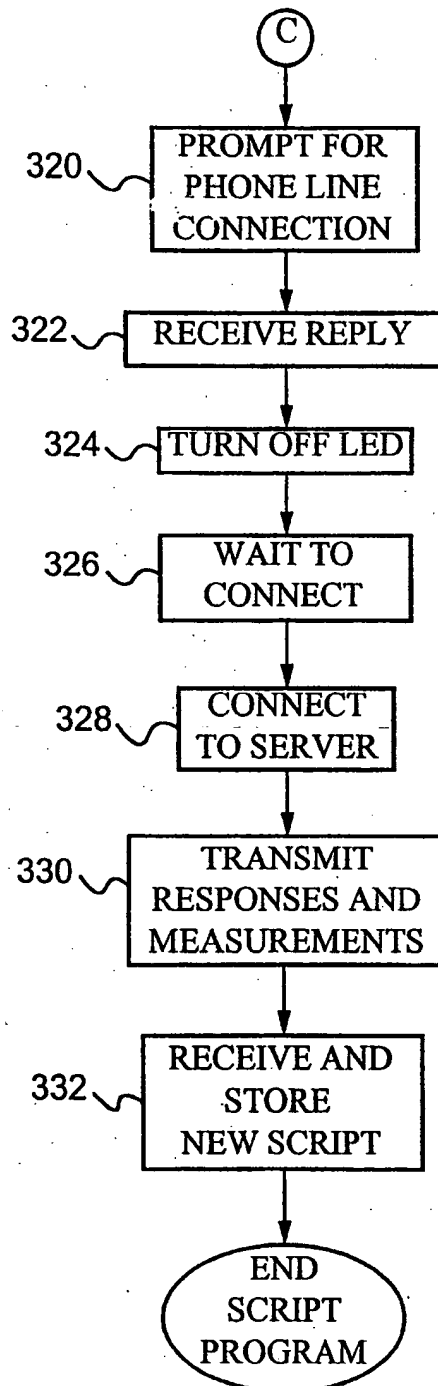 C
320
PROMPT FOR
PHONE LINE
CONNECTION
322
RECEIVE REPLY
324
TURN OFF LED
326
WAIT TO
CONNECT
328
CONNECT
TO SERVER
330
TRANSMIT
RESPONSES AND
MEASUREMENTS
332
RECEIVE AND
STORE
NEW SCRIPT
END
SCRIPT
PROGRAM